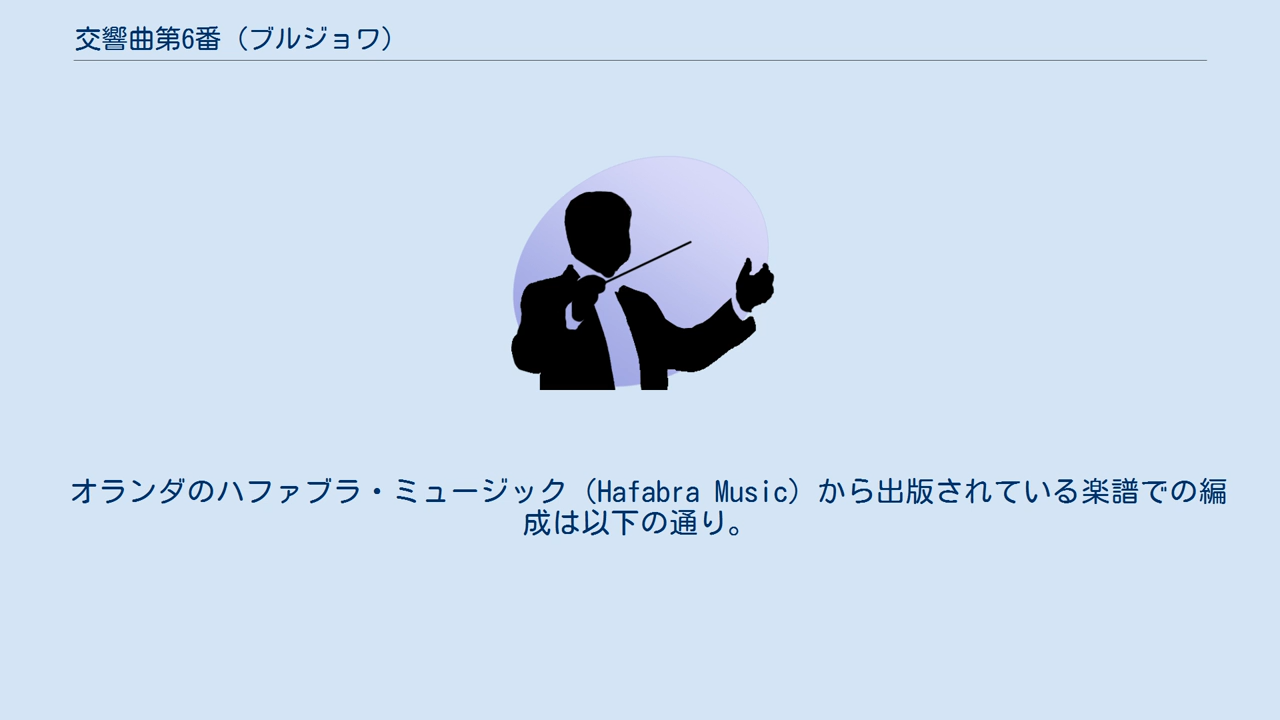 交響曲第6番（ブルジョワ）
オランダのハファブラ・ミュージック（Hafabra Music）から出版されている楽譜での編
成は以下の通り。